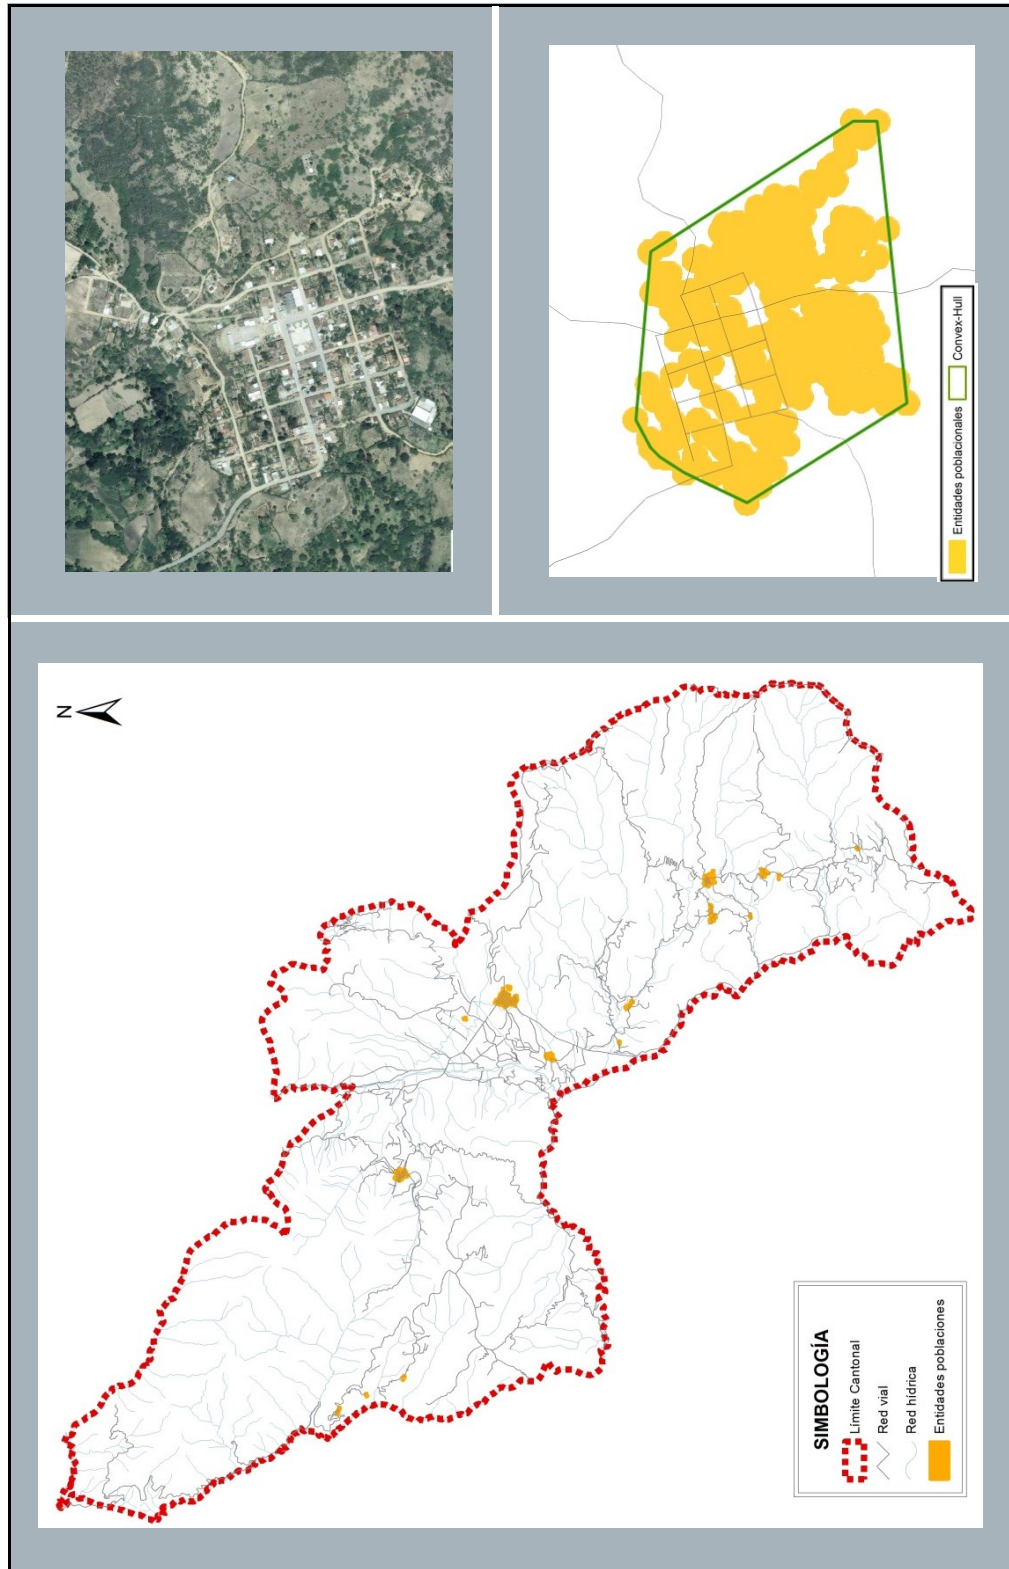 Entidades poblacionales
Convex-Hull
N
SIMBOLOGÍA
Límite Cantonal
Red vial
Red hídrica
Entidades poblaciones